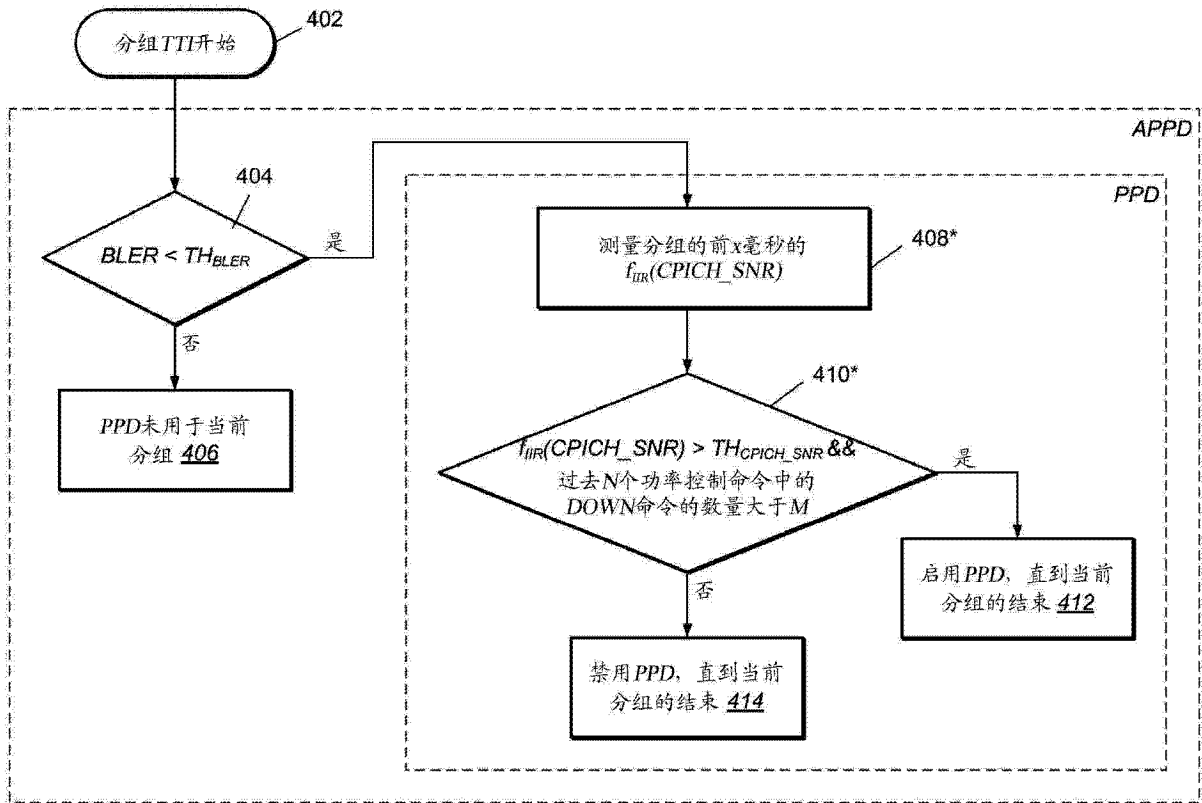 402
分组TTI开始
APPD
404
PPD
BLER < TH_BLER
是
测量分组的前x毫秒的
f_IIR(CPICH_SNR)
408*
否
410*
PPD未用于当前
分组 406
f_IIR(CPICH_SNR) > TH_CPICH_SNR &&
过去N个功率控制命令中的
DOWN命令的数量大于M
是
启用PPD，直到当前
分组的结束 412
否
禁用PPD，直到当前
分组的结束 414